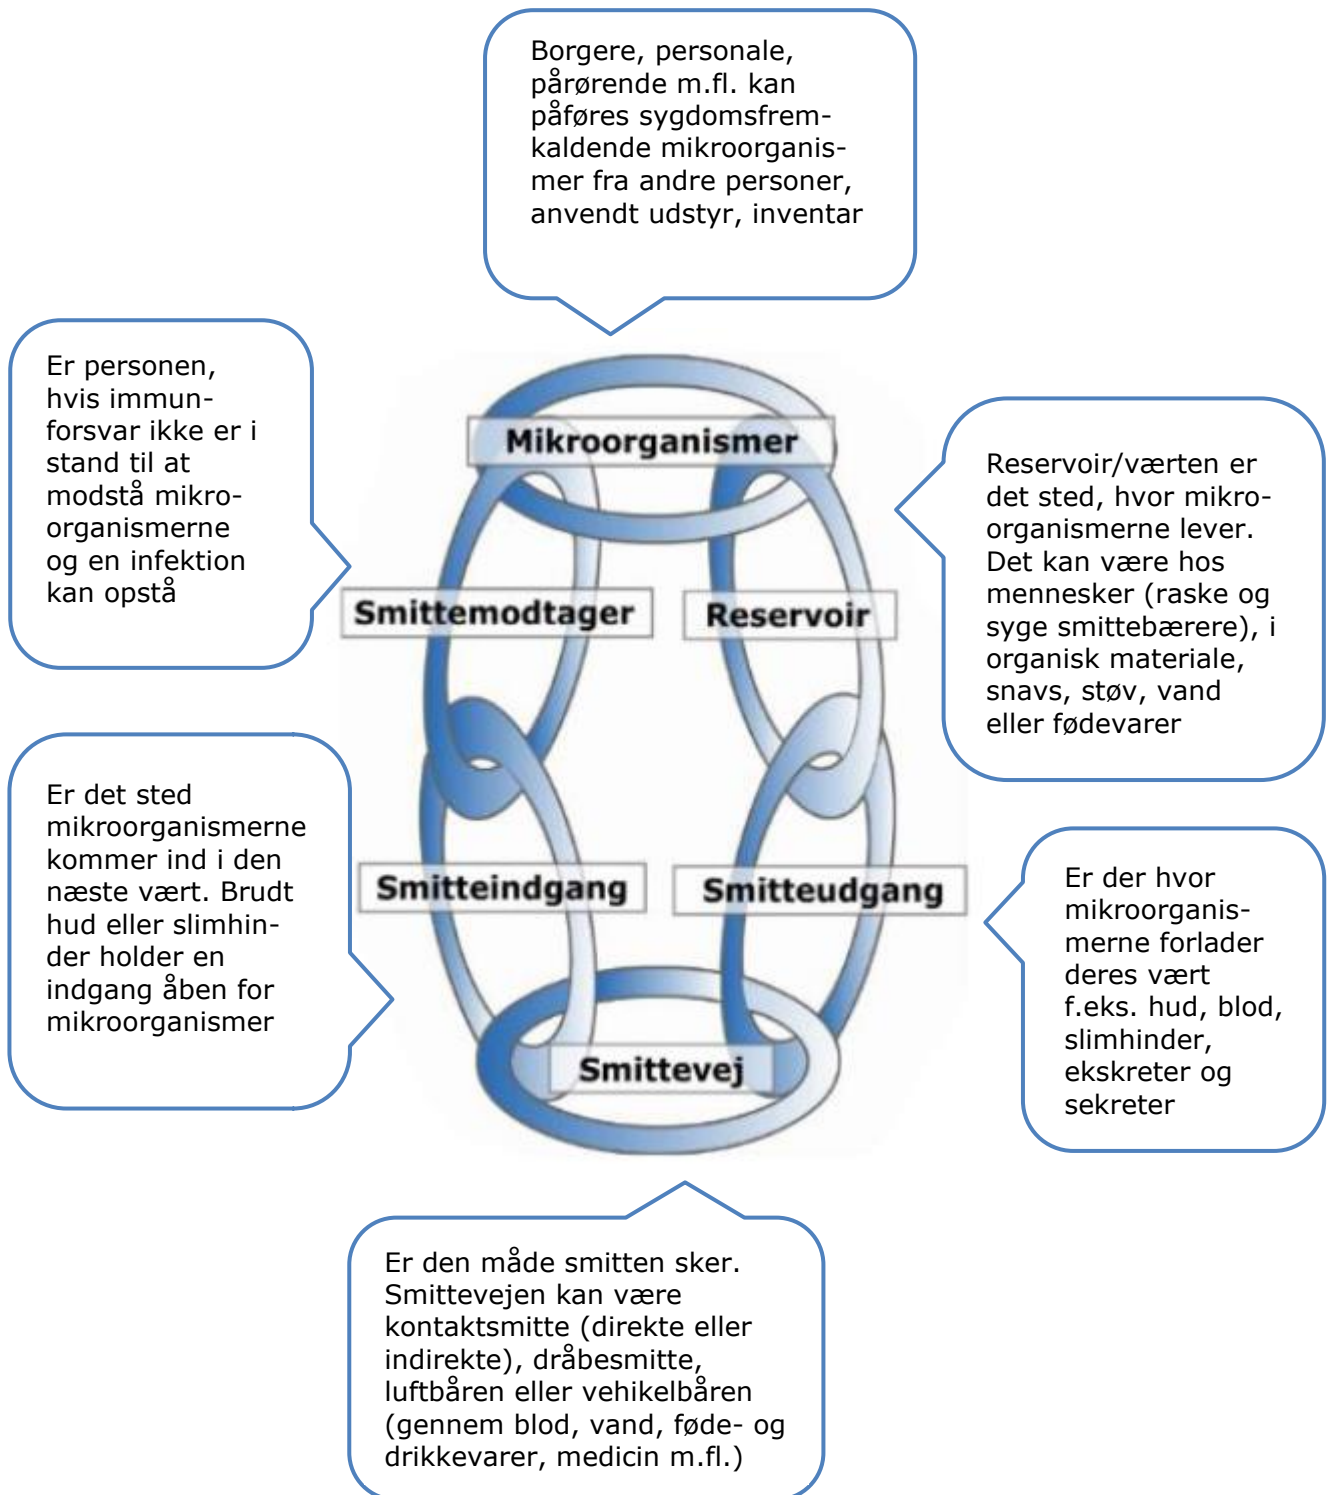 Borgere, personale,
pårørende m.fl. kan
påføres sygdomsfrem-
kaldende mikroorganis-
mer fra andre personer,
anvendt udstyr, inventar
Er personen,
hvis immun-
forsvar ikke er i
stand til at
modstå mikro-
organismerne
og en infektion
kan opstå
Mikroorganismer
Reservoir/værten er
det sted, hvor mikro-
organismerne lever.
Det kan være hos
mennesker (raske og
syge smittebærere), i
organisk materiale,
snavs, støv, vand
eller fødevarer
Smittemodtager
Reservoir
Er det sted
mikroorganismerne
kommer ind i den
næste vært. Brudt
hud eller slimhin-
der holder en
indgang åben for
mikroorganismer
Smitteindgang
Smitteudgang
Er der hvor
mikroorganis-
merne forlader
deres vært
f.eks. hud, blod,
slimhinder,
ekskreter og
sekreter
Smittevej
Er den måde smitten sker.
Smittevejen kan være
kontaktsmitte (direkte eller
indirekte), dråbesmitte,
luftbåren eller vehikelbåren
(gennem blod, vand, føde- og
drikkevarer, medicin m.fl.)